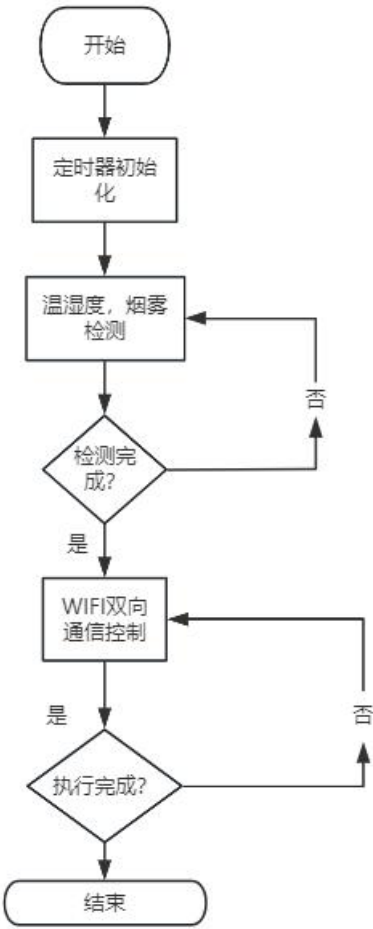 开始
定时器初始
化
温湿度，烟雾
检测
否
检测完
成?
是
WIFI双向
通信控制
是
否
执行完成?
结束